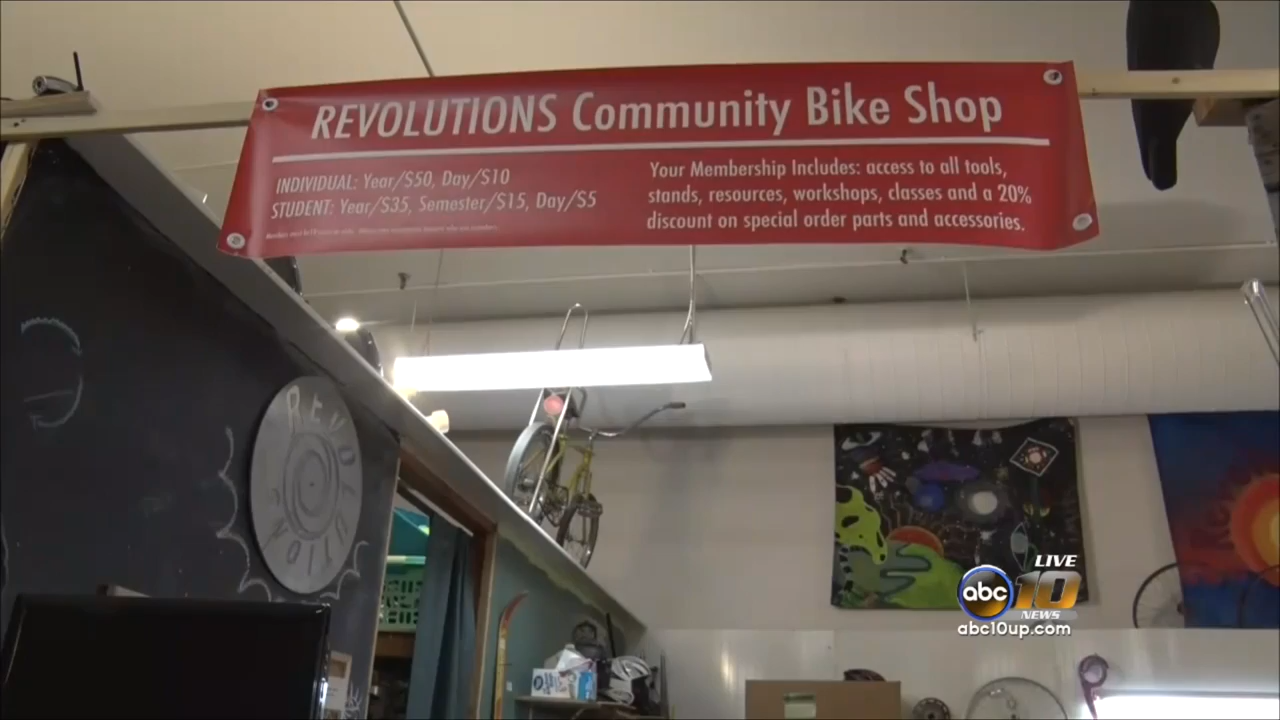 REVOLUTIONS Community Bike Shop
INDIVIDUAL: Year/$50, Day/$10
STUDENT: Year/$35, Semester/$15, Day/$5
Your Membership Includes: access to all tools,
stands, resources, workshops, classes and a 20%
discount on special order parts and accessories.
REVOLUTIONS
LIVE
abc 10
NEWS
abc10up.com